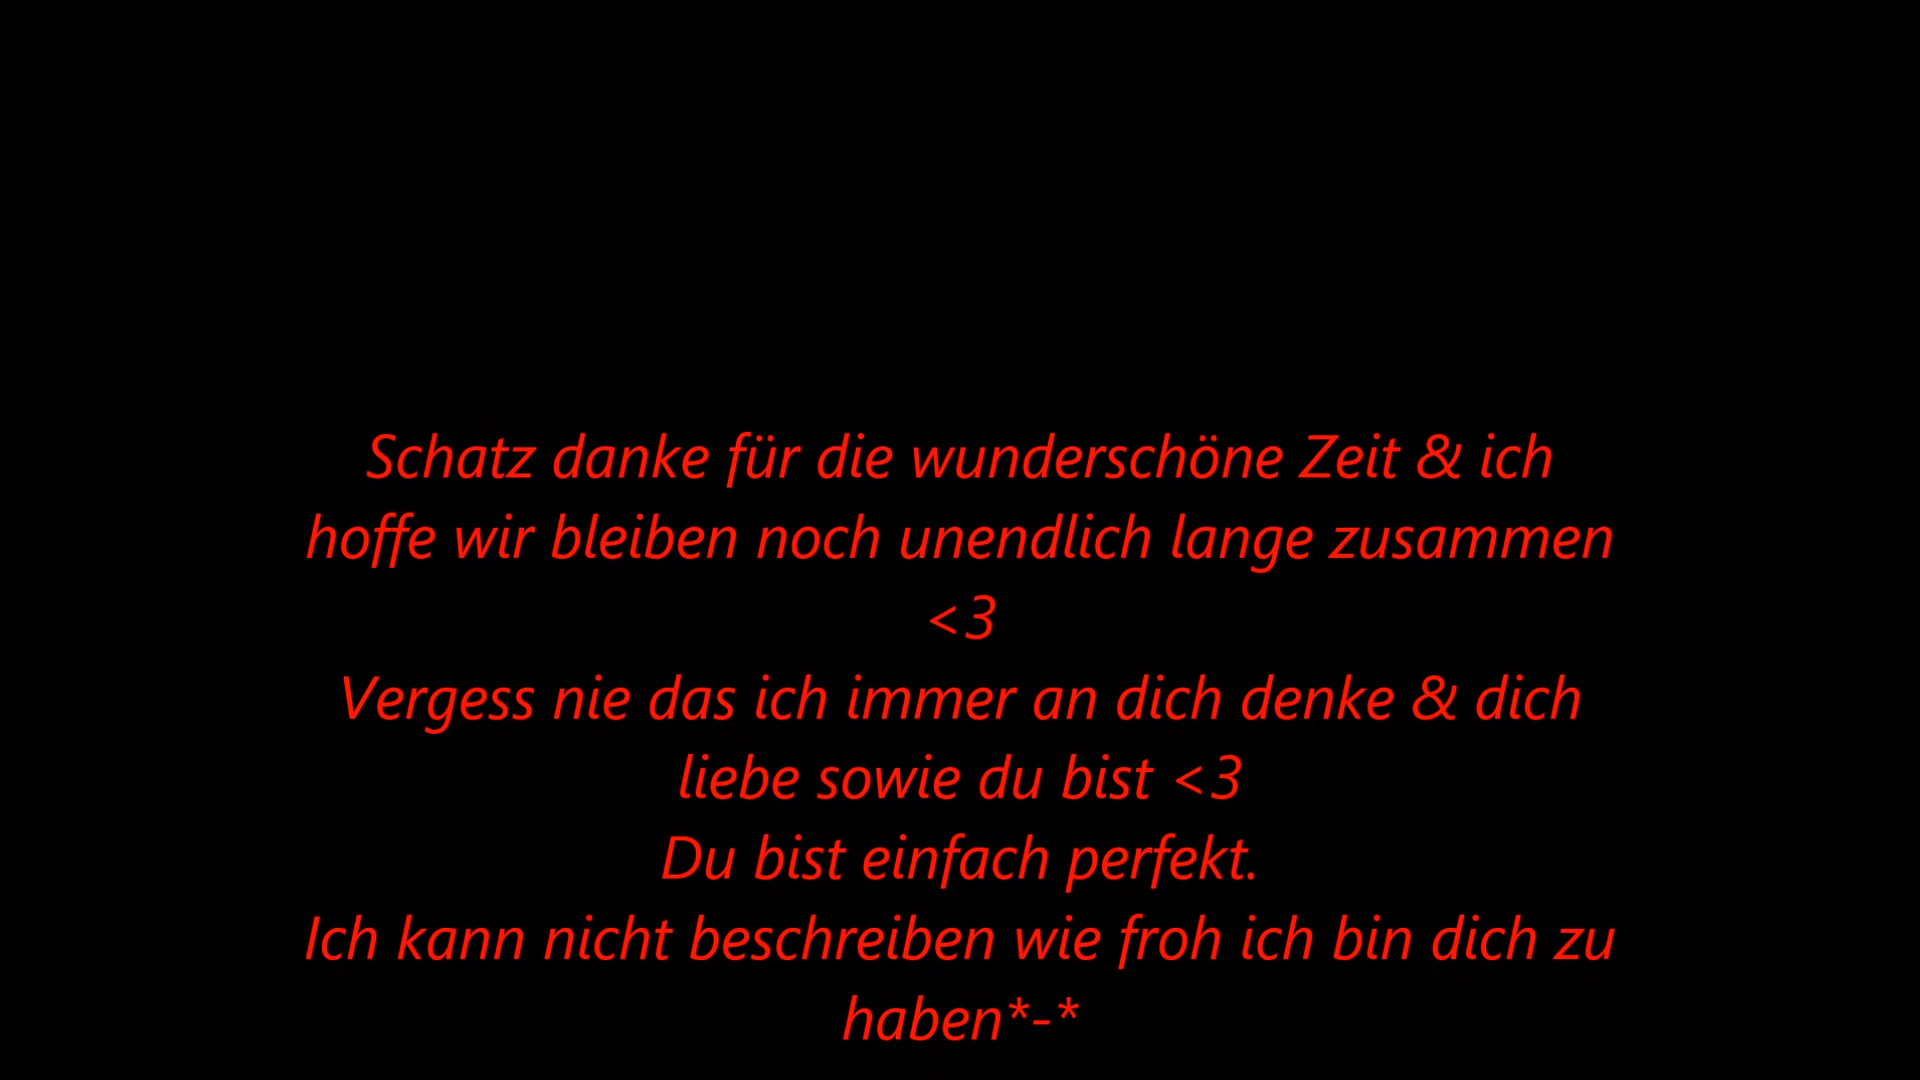 Schatz danke für die wunderschöne Zeit & ich
hoffe wir bleiben noch unendlich lange zusammen
<3
Vergess nie das ich immer an dich denke & dich
liebe sowie du bist <3
Du bist einfach perfekt.
Ich kann nicht beschreiben wie froh ich bin dich zu
haben*-*